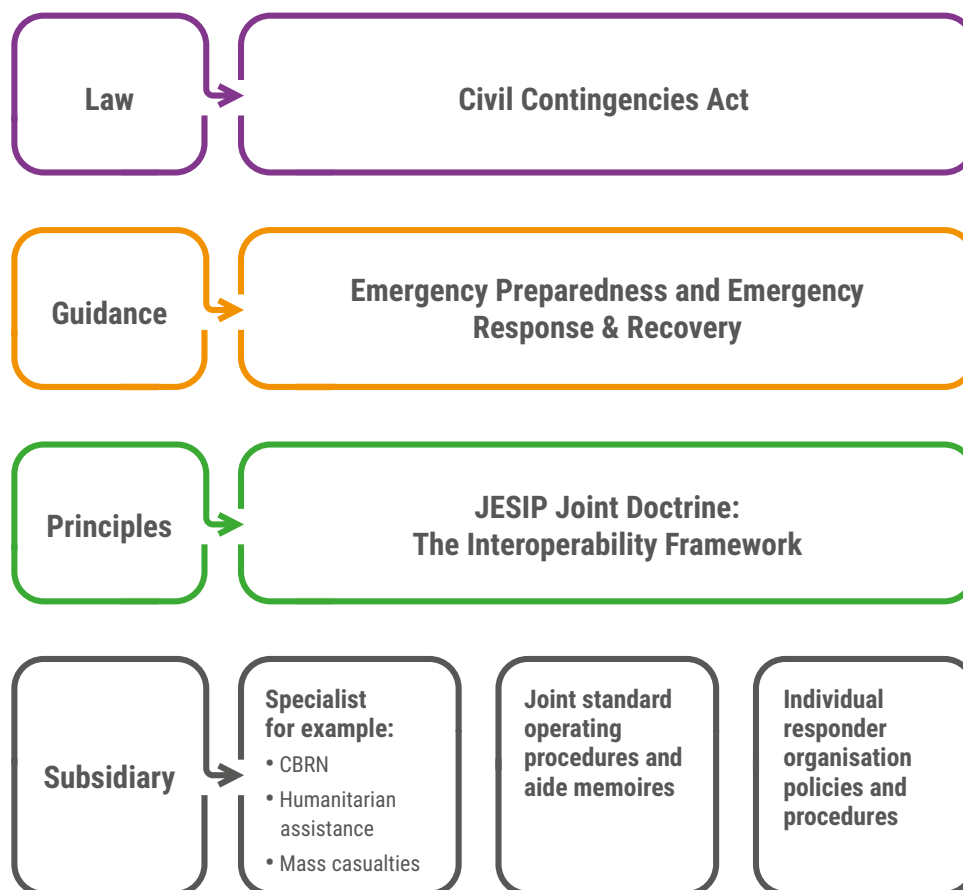 Law
Civil Contingencies Act
Guidance
Emergency Preparedness and Emergency
Response & Recovery
Principles
JESIP Joint Doctrine:
The Interoperability Framework
Subsidiary
Specialist
for example:
• CBRN
• Humanitarian
assistance
• Mass casualties
Joint standard
operating
procedures and
aide memoires
Individual
responder
organisation
policies and
procedures